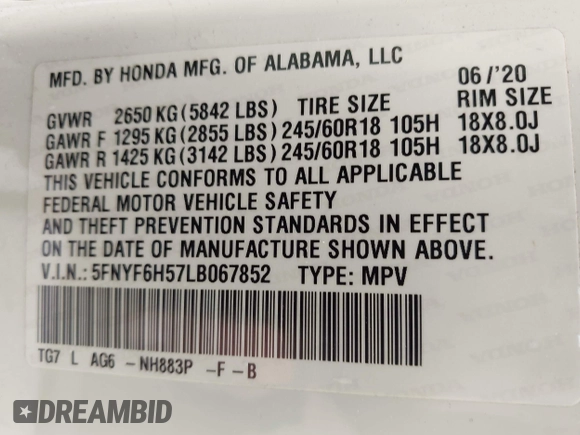 MFD. BY HONDA MFG. OF ALABAMA, LLC
06 /'20
GVWR 2650 KG (5842 LBS) TIRE SIZE RIM SIZE
GAWR F 1295 KG (2855 LBS) 245/60R18 105H 18X8.0J
GAWR R 1425 KG (3142 LBS) 245/60R18 105H 18X8.0J
THIS VEHICLE CONFORMS TO ALL APPLICABLE
FEDERAL MOTOR VEHICLE SAFETY
AND THEFT PREVENTION STANDARDS IN EFFECT
ON THE DATE OF MANUFACTURE SHOWN ABOVE.
V.I.N.: 5FNYF6H57LB067852 TYPE: MPV
TG7 L AG6 - NH883P -F - B
DREAMBID